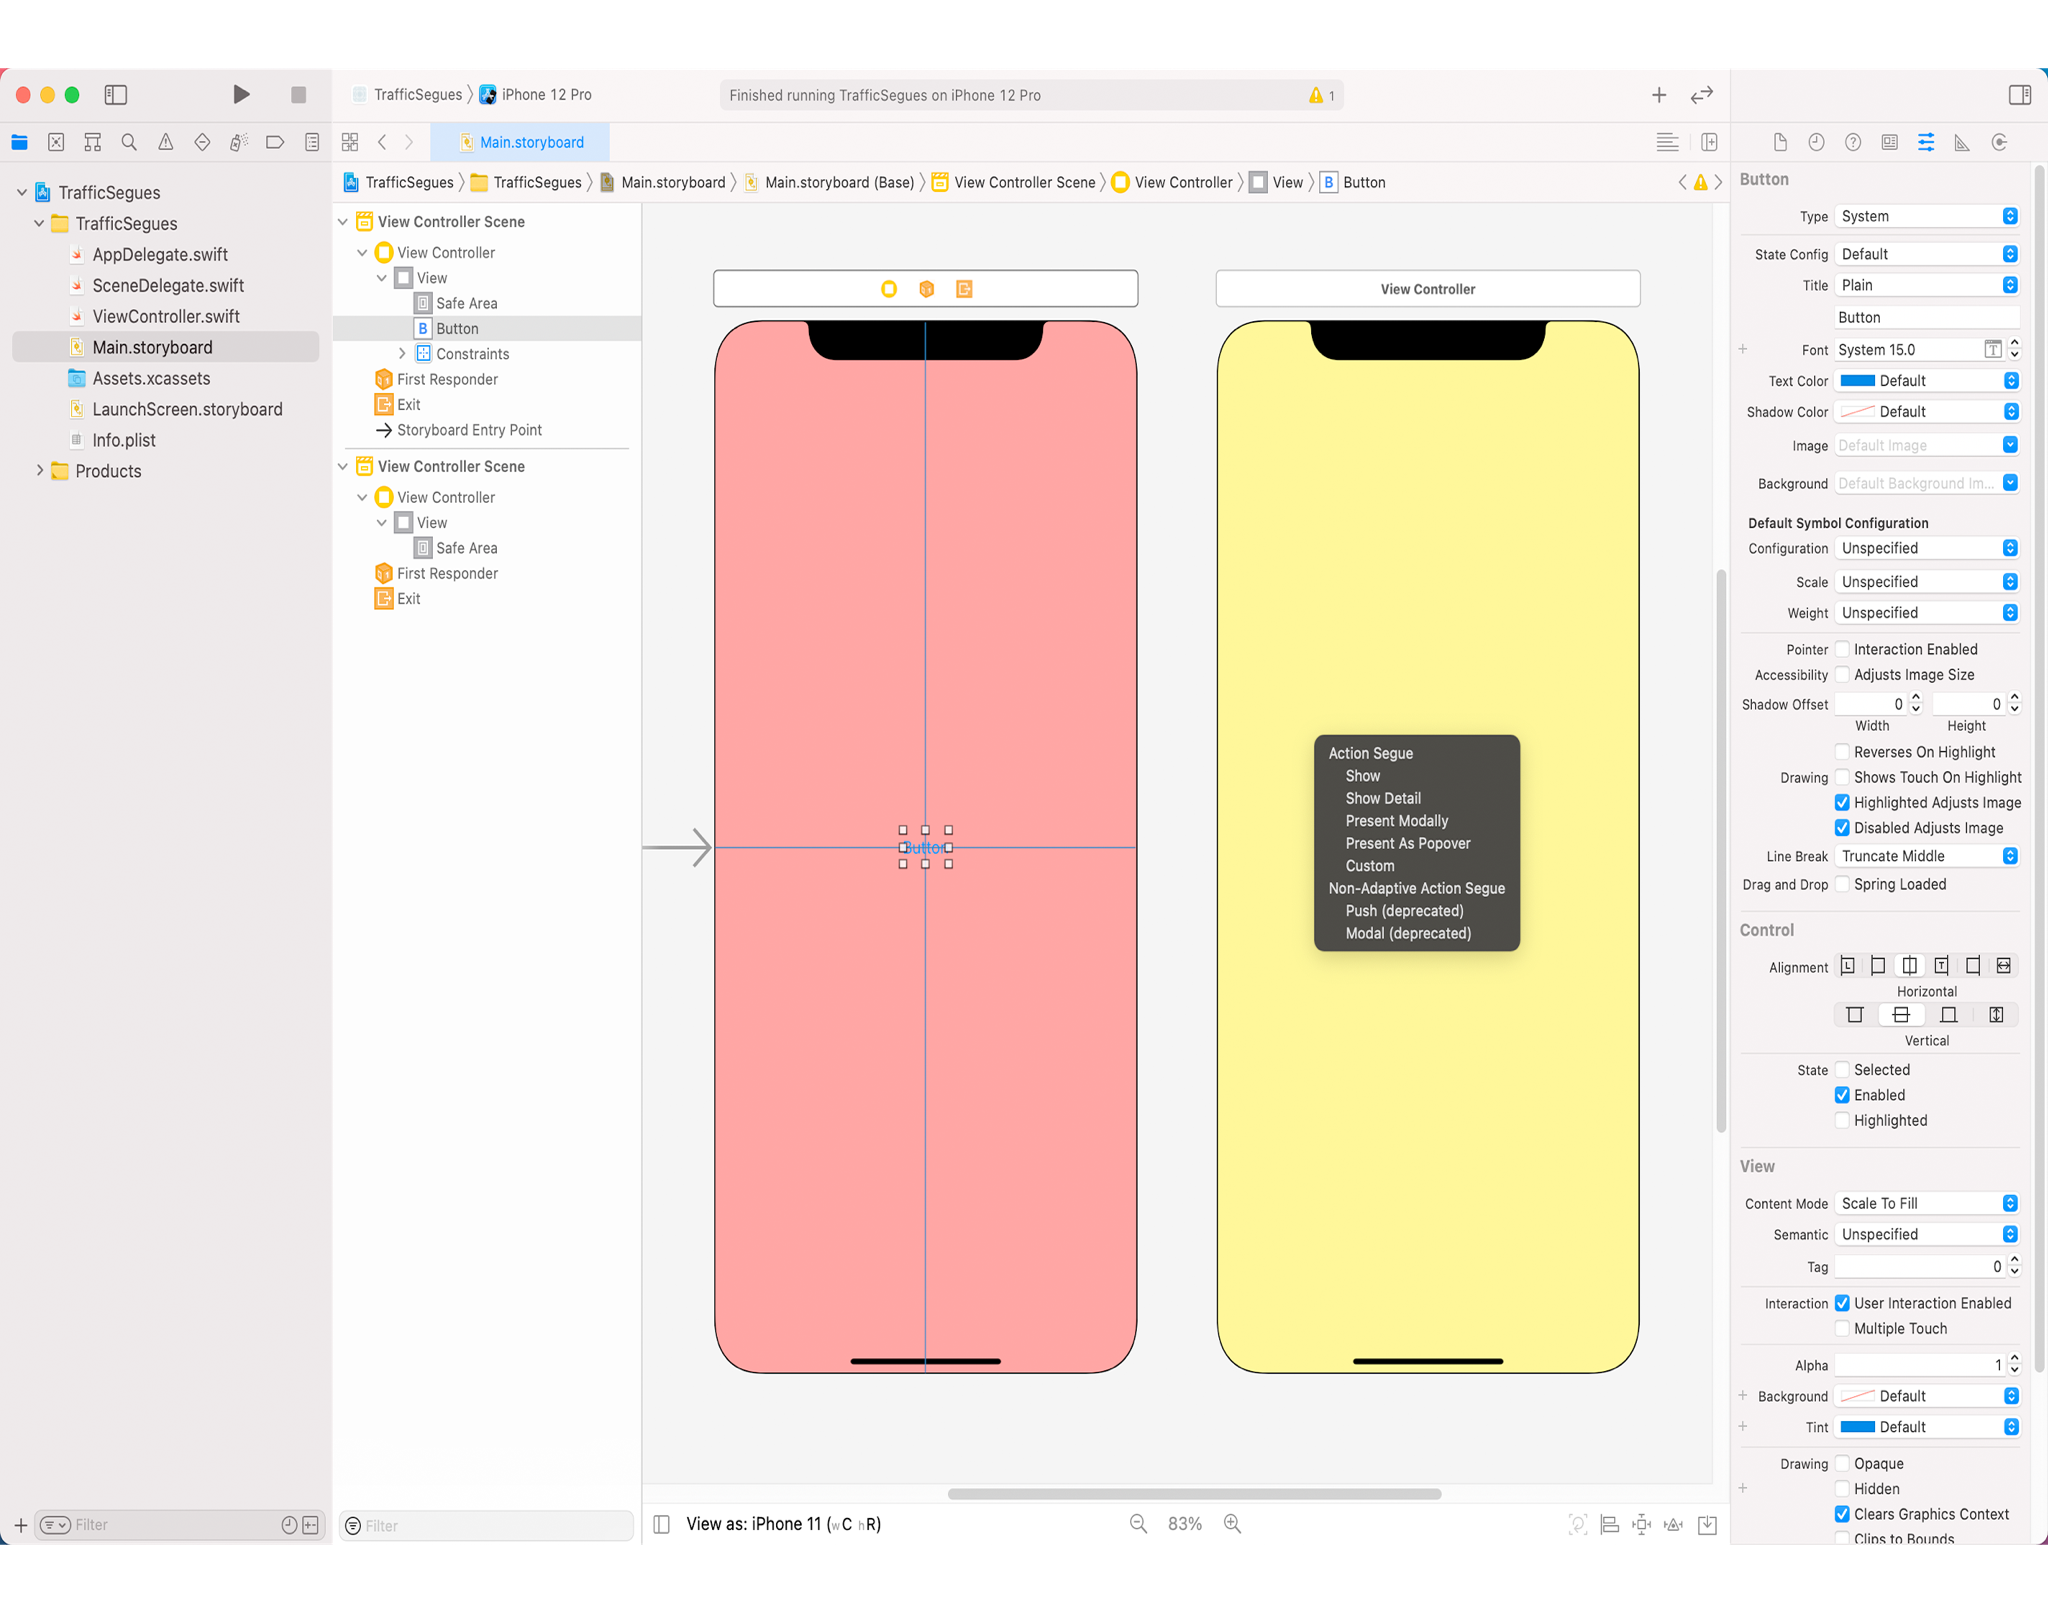 TrafficSegues
iPhone 12 Pro
Finished running TrafficSegues on iPhone 12 Pro
1
Main.storyboard
TrafficSegues
TrafficSegues
Main.storyboard
Main.storyboard (Base)
View Controller Scene
View Controller
View
B
Button
TrafficSegues
TrafficSegues
AppDelegate.swift
SceneDelegate.swift
ViewController.swift
Main.storyboard
Assets.xcassets
LaunchScreen.storyboard
Info.plist
Products
Filter
View Controller Scene
View Controller
View
Safe Area
B Button
Constraints
First Responder
Exit
Storyboard Entry Point
View Controller Scene
View Controller
View
Safe Area
First Responder
Exit
Filter
View Controller
Button
Action Segue
Show
Show Detail
Present Modally
Present As Popover
Custom
Non-Adaptive Action Segue
Push (deprecated)
Modal (deprecated)
View as: iPhone 11 (wC hR)
83%
Button
Type System
State Config Default
Title Plain
Button
Font System 15.0
Text Color Default
Shadow Color Default
Image Default Image
Background Default Background Im...
Default Symbol Configuration
Configuration Unspecified
Scale Unspecified
Weight Unspecified
Pointer Interaction Enabled
Accessibility Adjusts Image Size
Shadow Offset 0 0
Width Height
Reverses On Highlight
Drawing Shows Touch On Highlight
Highlighted Adjusts Image
Disabled Adjusts Image
Line Break Truncate Middle
Drag and Drop Spring Loaded
Control
Alignment
Horizontal
Vertical
State Selected
Enabled
Highlighted
View
Content Mode Scale To Fill
Semantic Unspecified
Tag 0
Interaction User Interaction Enabled
Multiple Touch
Alpha 1
Background Default
Tint Default
Drawing Opaque
Hidden
Clears Graphics Context
Clips to Bounds